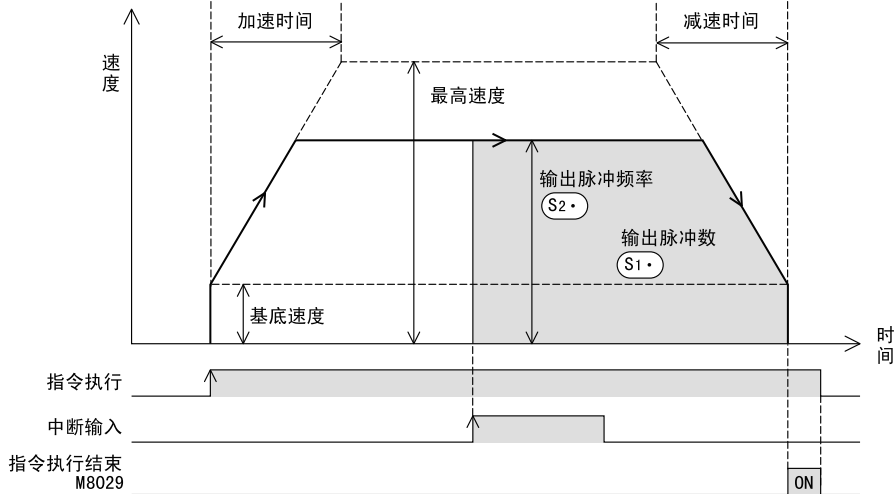 加速时间
减速时间
速
度
最高速度
输出脉冲频率
S2·
输出脉冲数
S1·
基底速度
时
间
指令执行
中断输入
指令执行结束
M8029
ON